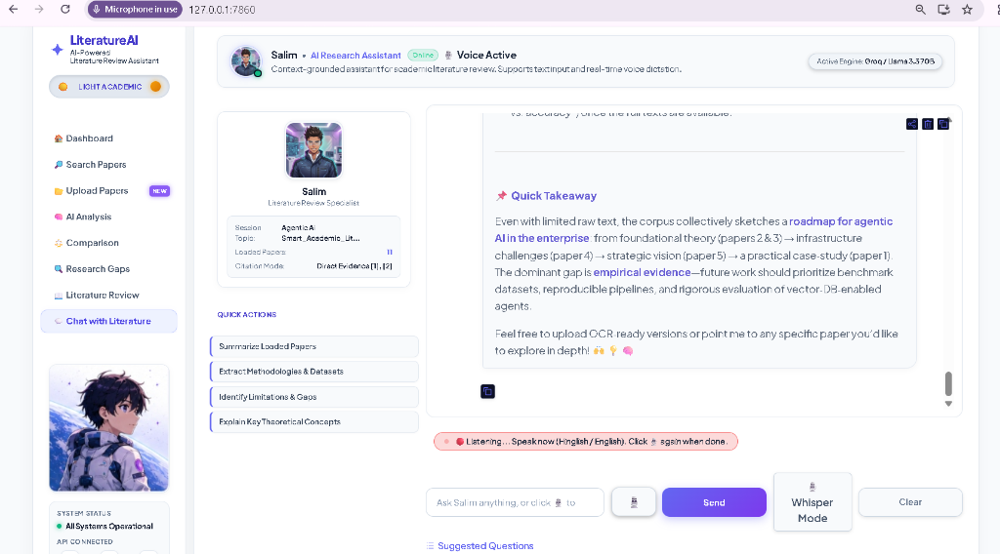 Microphone in use
127.0.0.1:7860
LiteratureAI
AI-Powered
Literature Review Assistant
LIGHT ACADEMIC
Dashboard
Search Papers
Upload Papers NEW
AI Analysis
Comparison
Research Gaps
Literature Review
Chat with Literature
SYSTEM STATUS
All Systems Operational
API CONNECTED
Salim • AI Research Assistant Online Voice Active
Context-grounded assistant for academic literature review. Supports text input and real-time voice dictation.
Active Engine: Groq / Llama 3.3 70B
Salim
Literature Review Specialist
Session Topic: Agentic AI Smart_Academic_Lit...
Loaded Papers: 11
Citation Mode: Direct Evidence [1], [2]
QUICK ACTIONS
Summarize Loaded Papers
Extract Methodologies & Datasets
Identify Limitations & Gaps
Explain Key Theoretical Concepts
vs. accuracy") once the full texts are available.
Quick Takeaway
Even with limited raw text, the corpus collectively sketches a roadmap for agentic
AI in the enterprise: from foundational theory (papers 2 & 3) → infrastructure
challenges (paper 4) → strategic vision (paper 5) → a practical case-study (paper 1).
The dominant gap is empirical evidence—future work should prioritize benchmark
datasets, reproducible pipelines, and rigorous evaluation of vector-DB-enabled
agents.
Feel free to upload OCR-ready versions or point me to any specific paper you'd like
to explore in depth!
Listening... Speak now (Hinglish / English). Click again when done.
Ask Salim anything, or click to
Send
Whisper
Mode
Clear
Suggested Questions